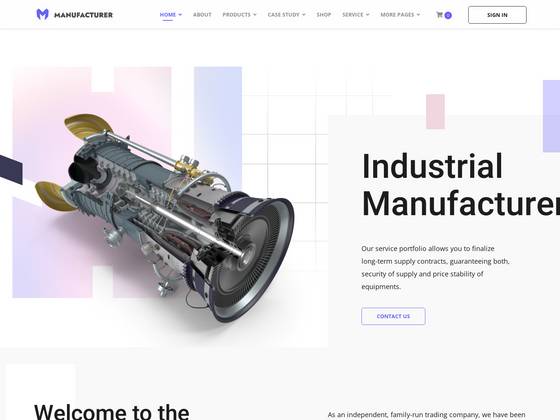 MANUFACTURER
HOME ABOUT PRODUCTS CASE STUDY SHOP SERVICE MORE PAGES 0 SIGN IN
Industrial
Manufacturer
Our service portfolio allows you to finalize
long-term supply contracts, guaranteeing both,
security of supply and price stability of
equipments.
CONTACT US
Welcome to the
As an independent, family-run trading company, we have been